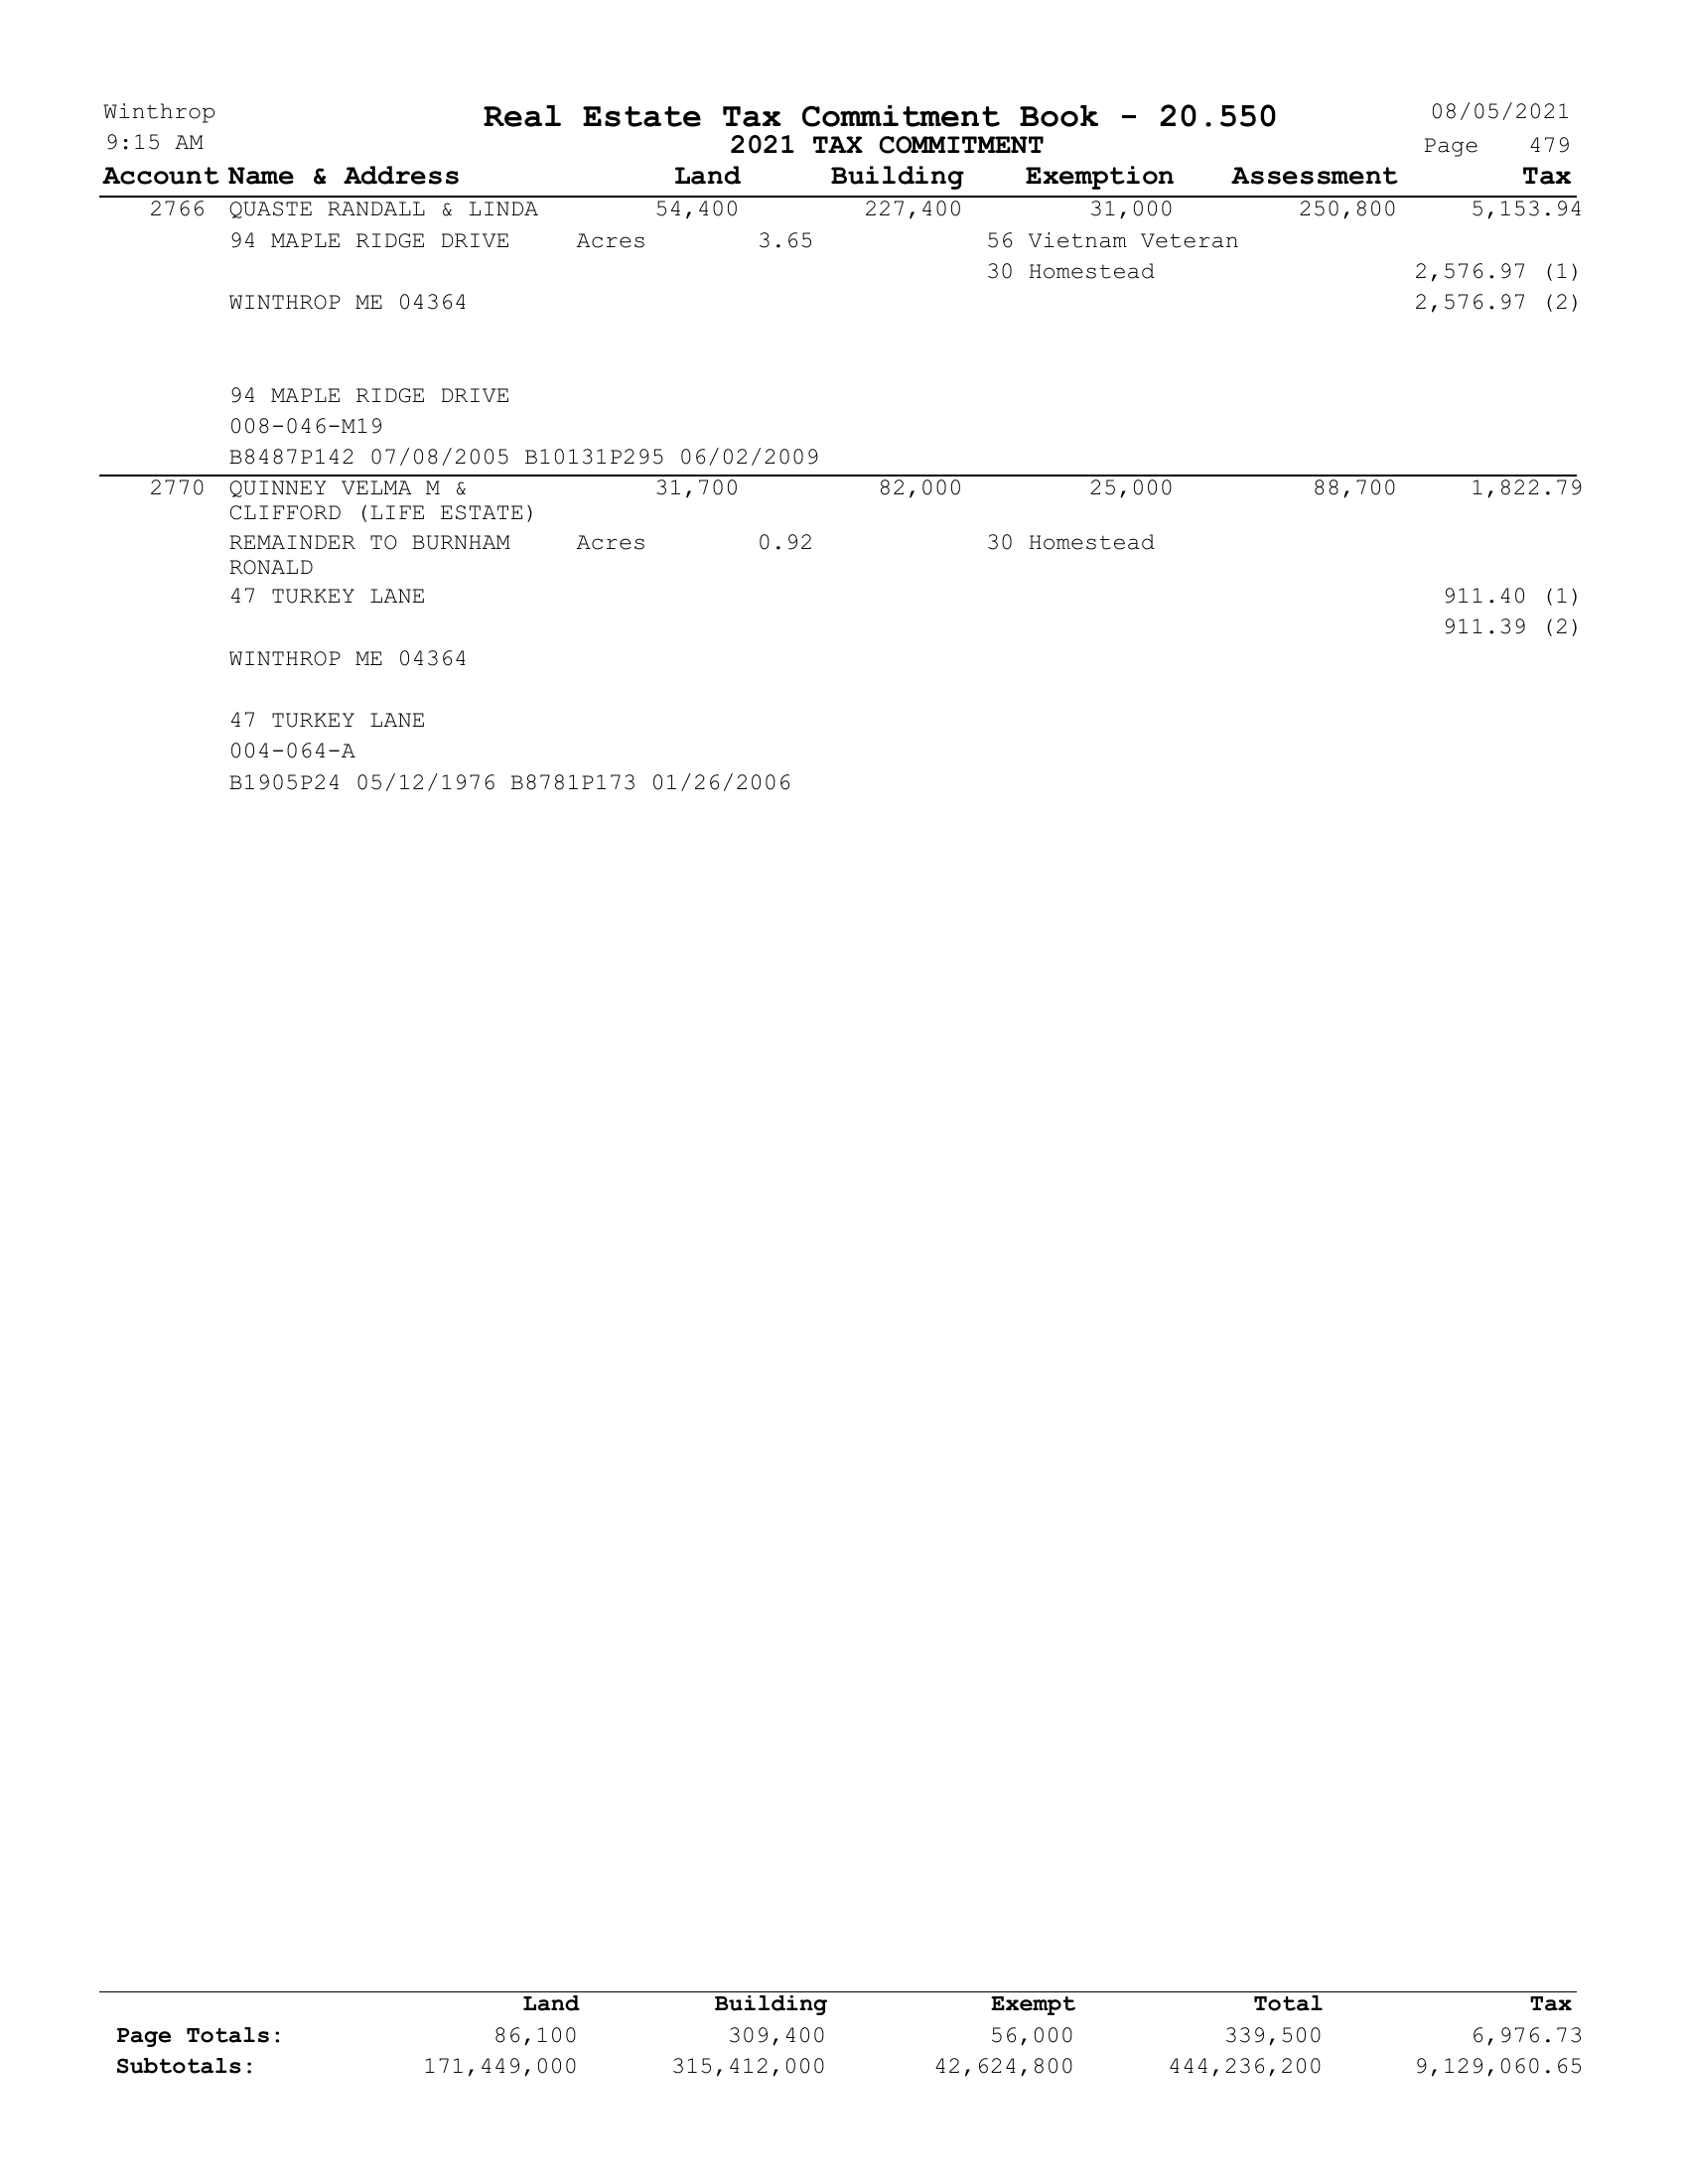 Winthrop Real Estate Tax Commitment Book - 20.550 08/05/2021
9:15 AM 2021 TAX COMMITMENT Page 479
Account Name & Address Land Building Exemption Assessment Tax
2766 QUASTE RANDALL & LINDA 54,400 227,400 31,000 250,800 5,153.94
94 MAPLE RIDGE DRIVE Acres 3.65 56 Vietnam Veteran
30 Homestead 2,576.97 (1)
WINTHROP ME 04364 2,576.97 (2)
94 MAPLE RIDGE DRIVE
008-046-M19
B8487P142 07/08/2005 B10131P295 06/02/2009
2770 QUINNEY VELMA M & 31,700 82,000 25,000 88,700 1,822.79
CLIFFORD (LIFE ESTATE)
REMAINDER TO BURNHAM Acres 0.92 30 Homestead
RONALD
47 TURKEY LANE 911.40 (1)
911.39 (2)
WINTHROP ME 04364
47 TURKEY LANE
004-064-A
B1905P24 05/12/1976 B8781P173 01/26/2006
Land Building Exempt Total Tax
Page Totals: 86,100 309,400 56,000 339,500 6,976.73
Subtotals: 171,449,000 315,412,000 42,624,800 444,236,200 9,129,060.65